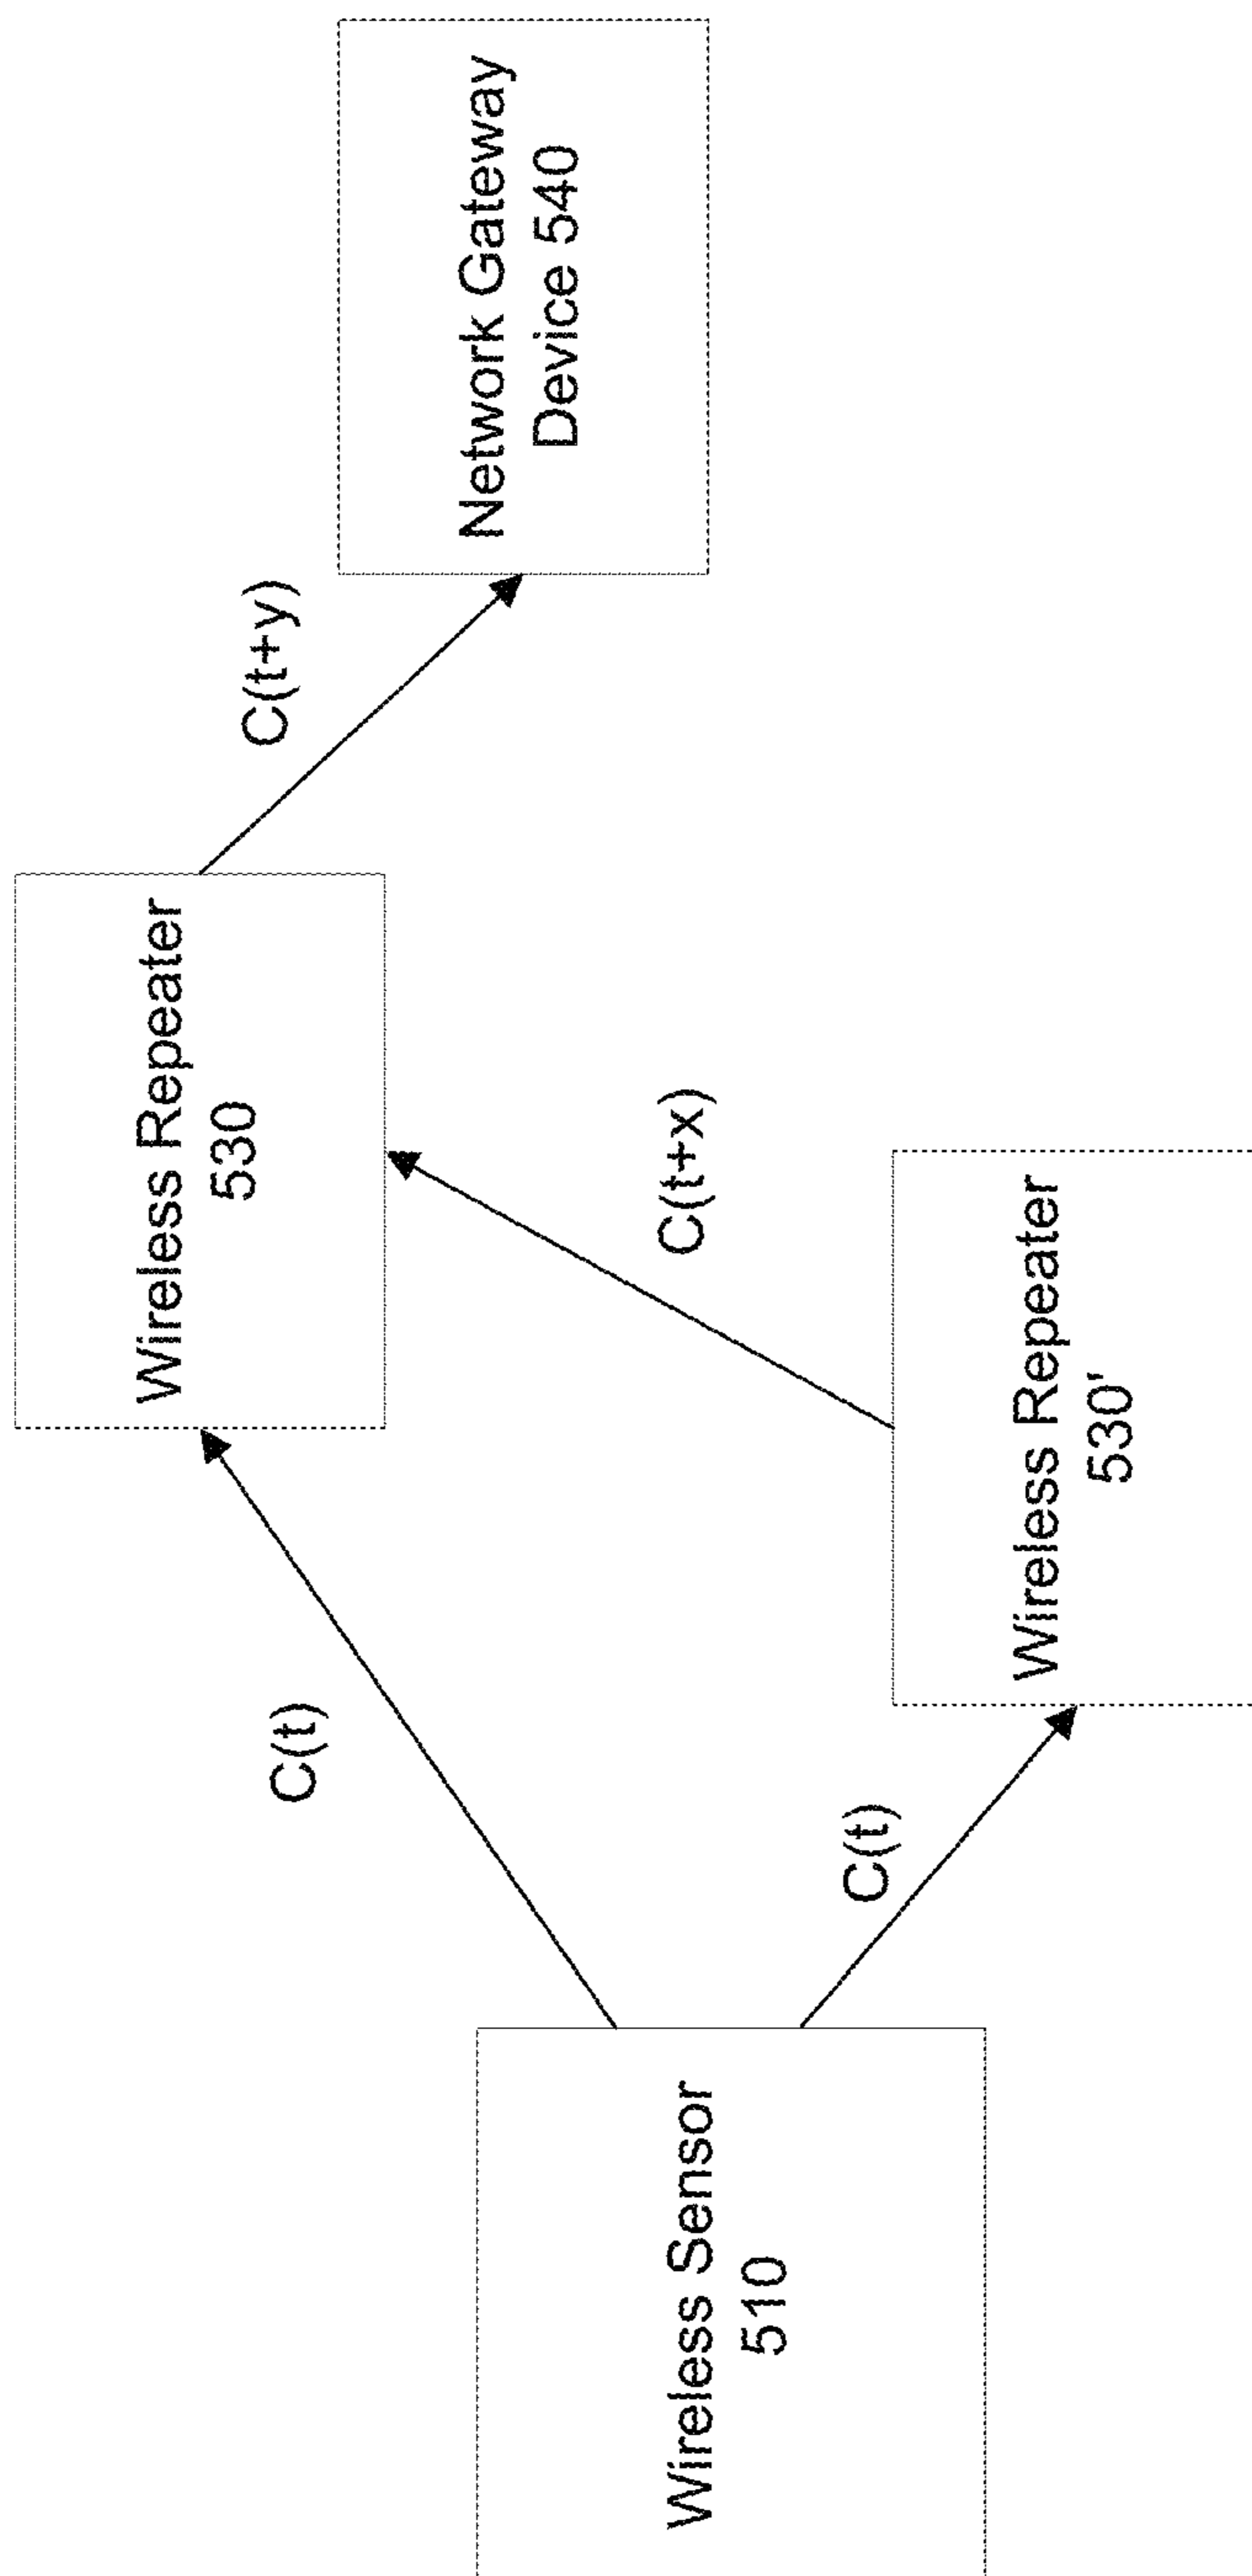 Wireless Sensor
510
C(t)
C(t)
Wireless Repeater
530
C(t+x)
Wireless Repeater
530'
C(t+y)
Network Gateway
Device 540